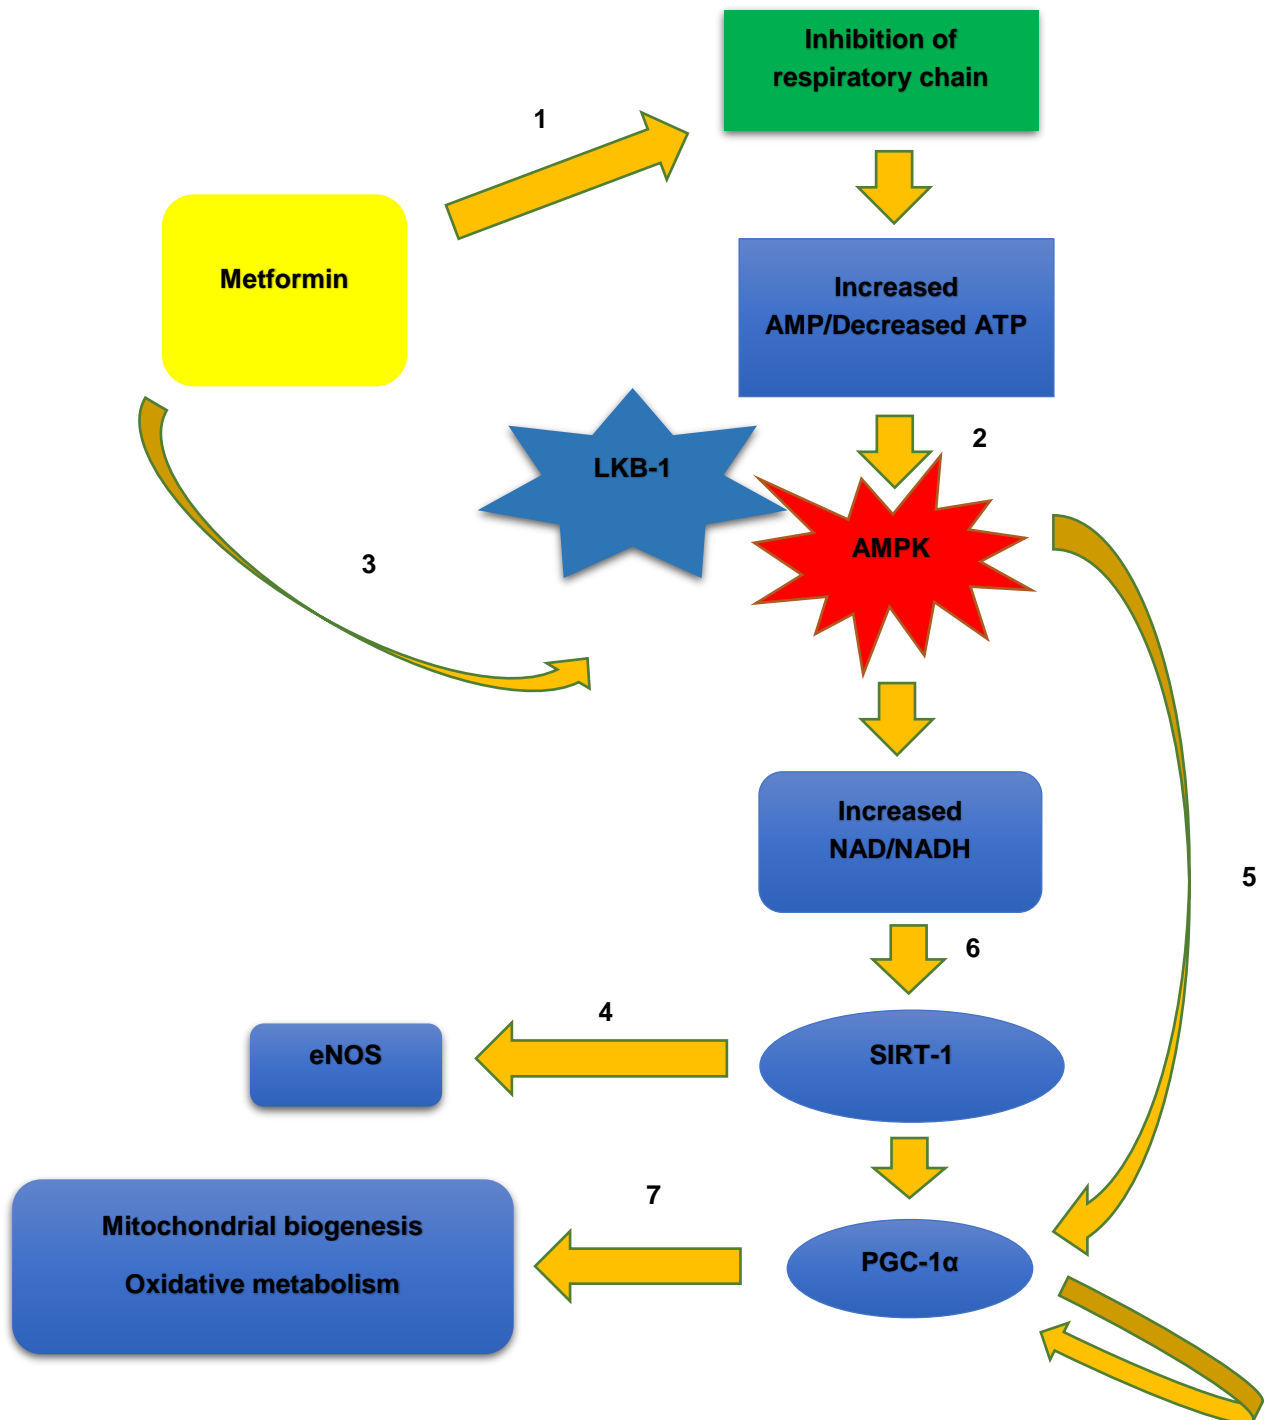 Inhibition of
respiratory chain
1
Metformin
Increased
AMP/Decreased ATP
2
LKB-1
AMPK
3
Increased
NAD/NADH
5
6
4
eNOS
SIRT-1
7
Mitochondrial biogenesis
Oxidative metabolism
PGC-1α